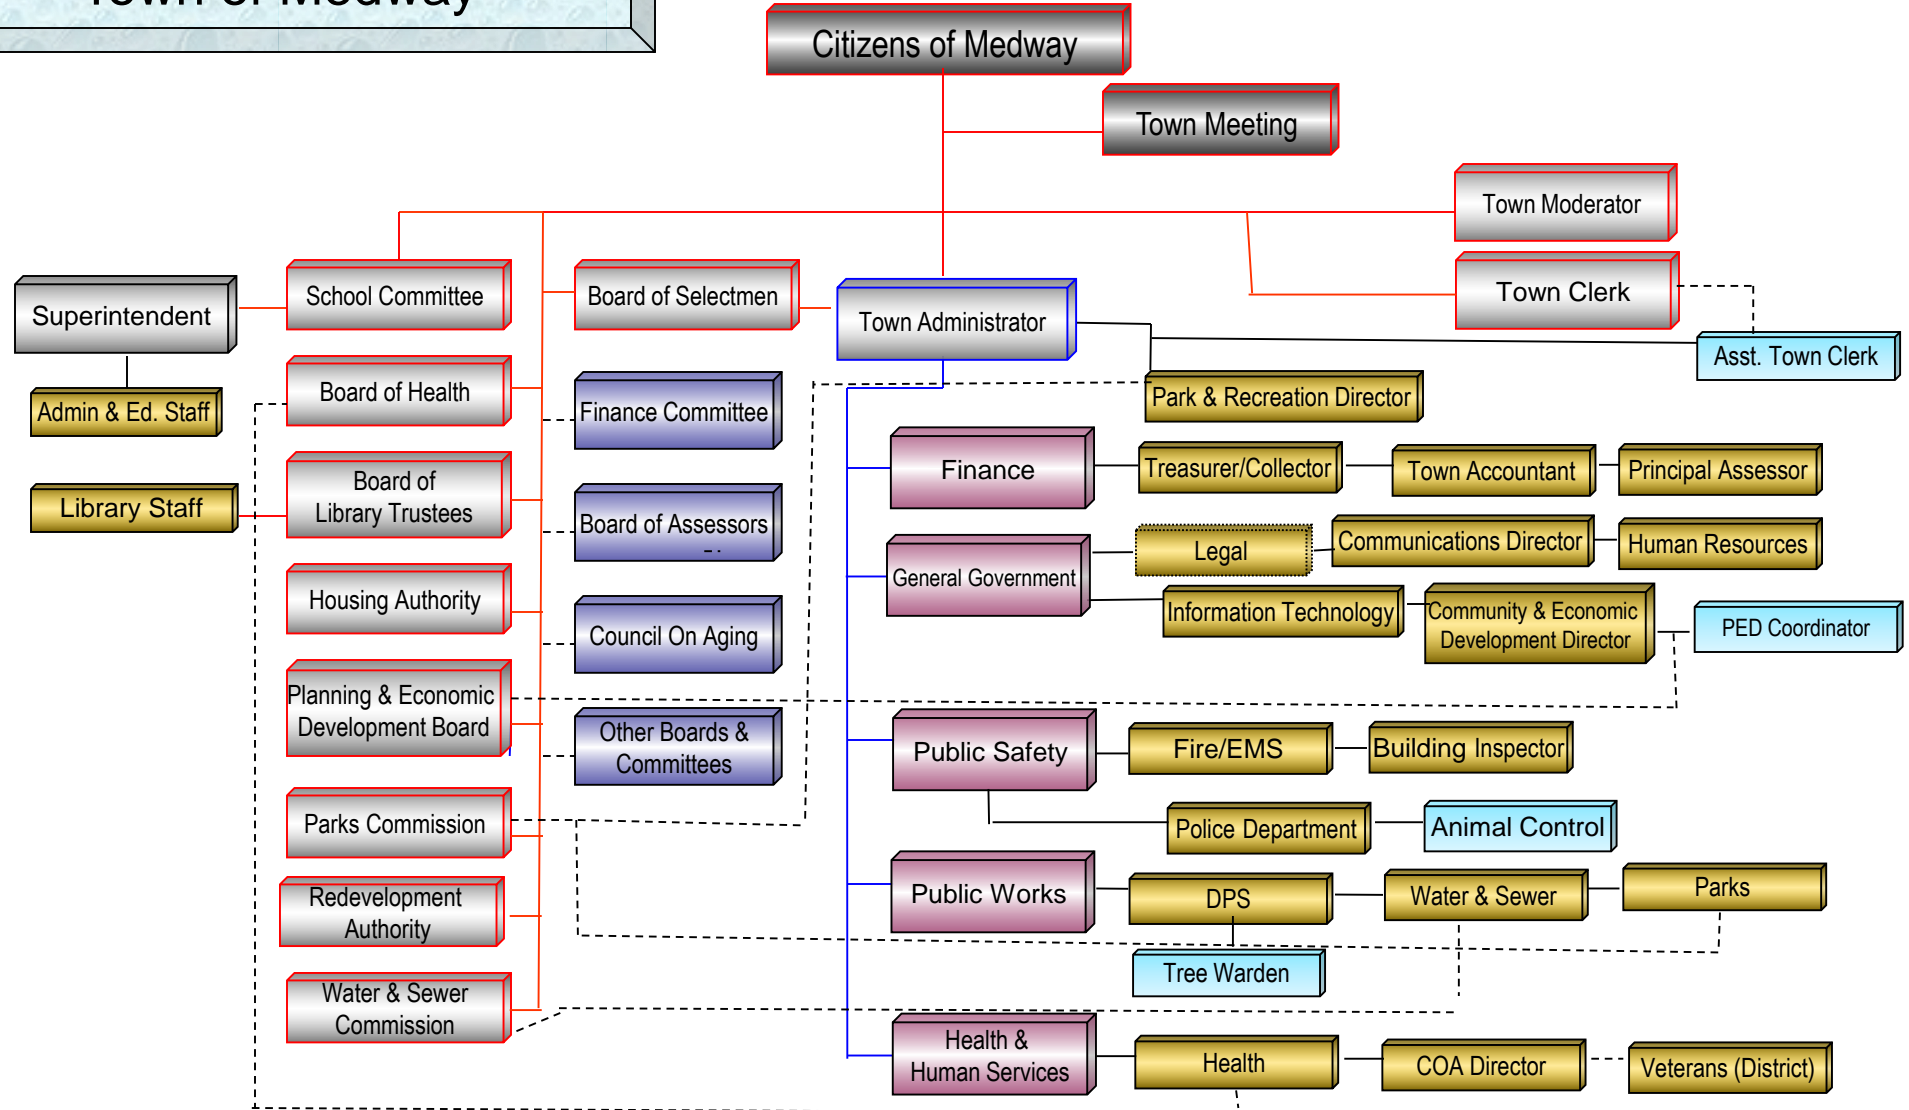 Town of Medway
Citizens of Medway
Town Meeting
Town Moderator
Town Clerk
Asst. Town Clerk
Superintendent
School Committee
Board of Selectmen
Town Administrator
Admin & Ed. Staff
Board of Health
Finance Committee
Park & Recreation Director
Library Staff
Board of
Library Trustees
Board of Assessors
Finance
Treasurer/Collector
Town Accountant
Principal Assessor
General Government
Legal
Communications Director
Human Resources
Housing Authority
Council On Aging
Information Technology
Community & Economic
Development Director
PED Coordinator
Planning & Economic
Development Board
Other Boards &
Committees
Public Safety
Fire/EMS
Building Inspector
Parks Commission
Police Department
Animal Control
Redevelopment
Authority
Public Works
DPS
Water & Sewer
Parks
Tree Warden
Water & Sewer
Commission
Health &
Human Services
Health
COA Director
Veterans (District)